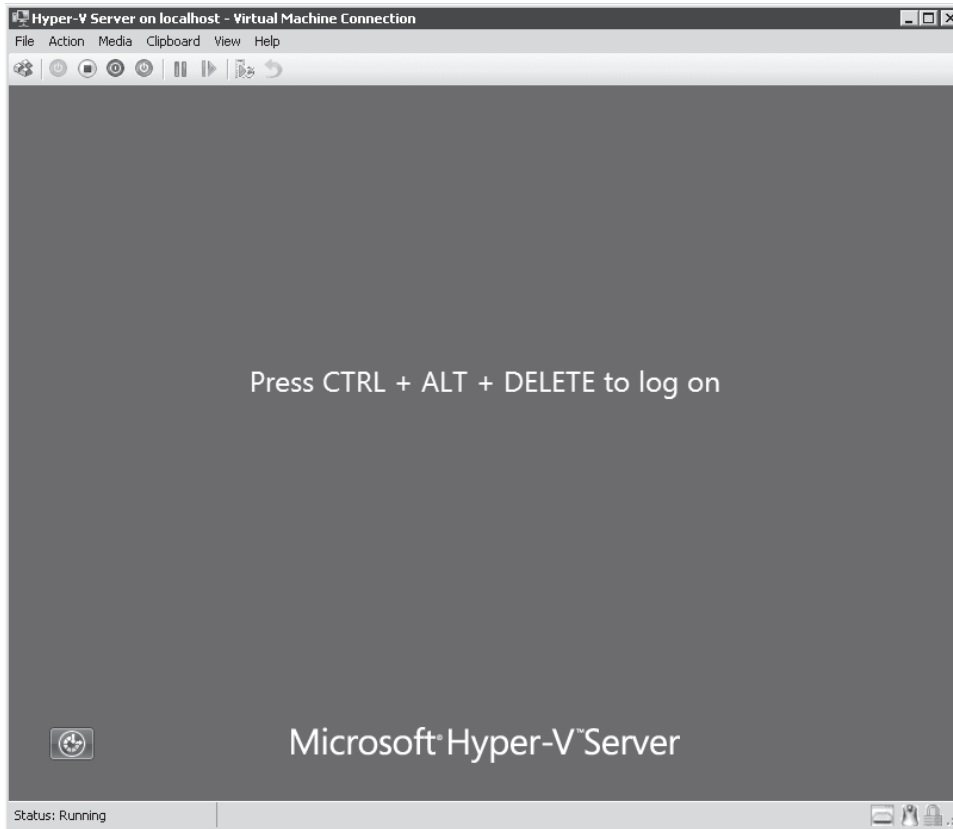 Hyper-V Server on localhost - Virtual Machine Connection
File Action Media Clipboard View Help
Press CTRL + ALT + DELETE to log on
Microsoft® Hyper-V™ Server
Status: Running